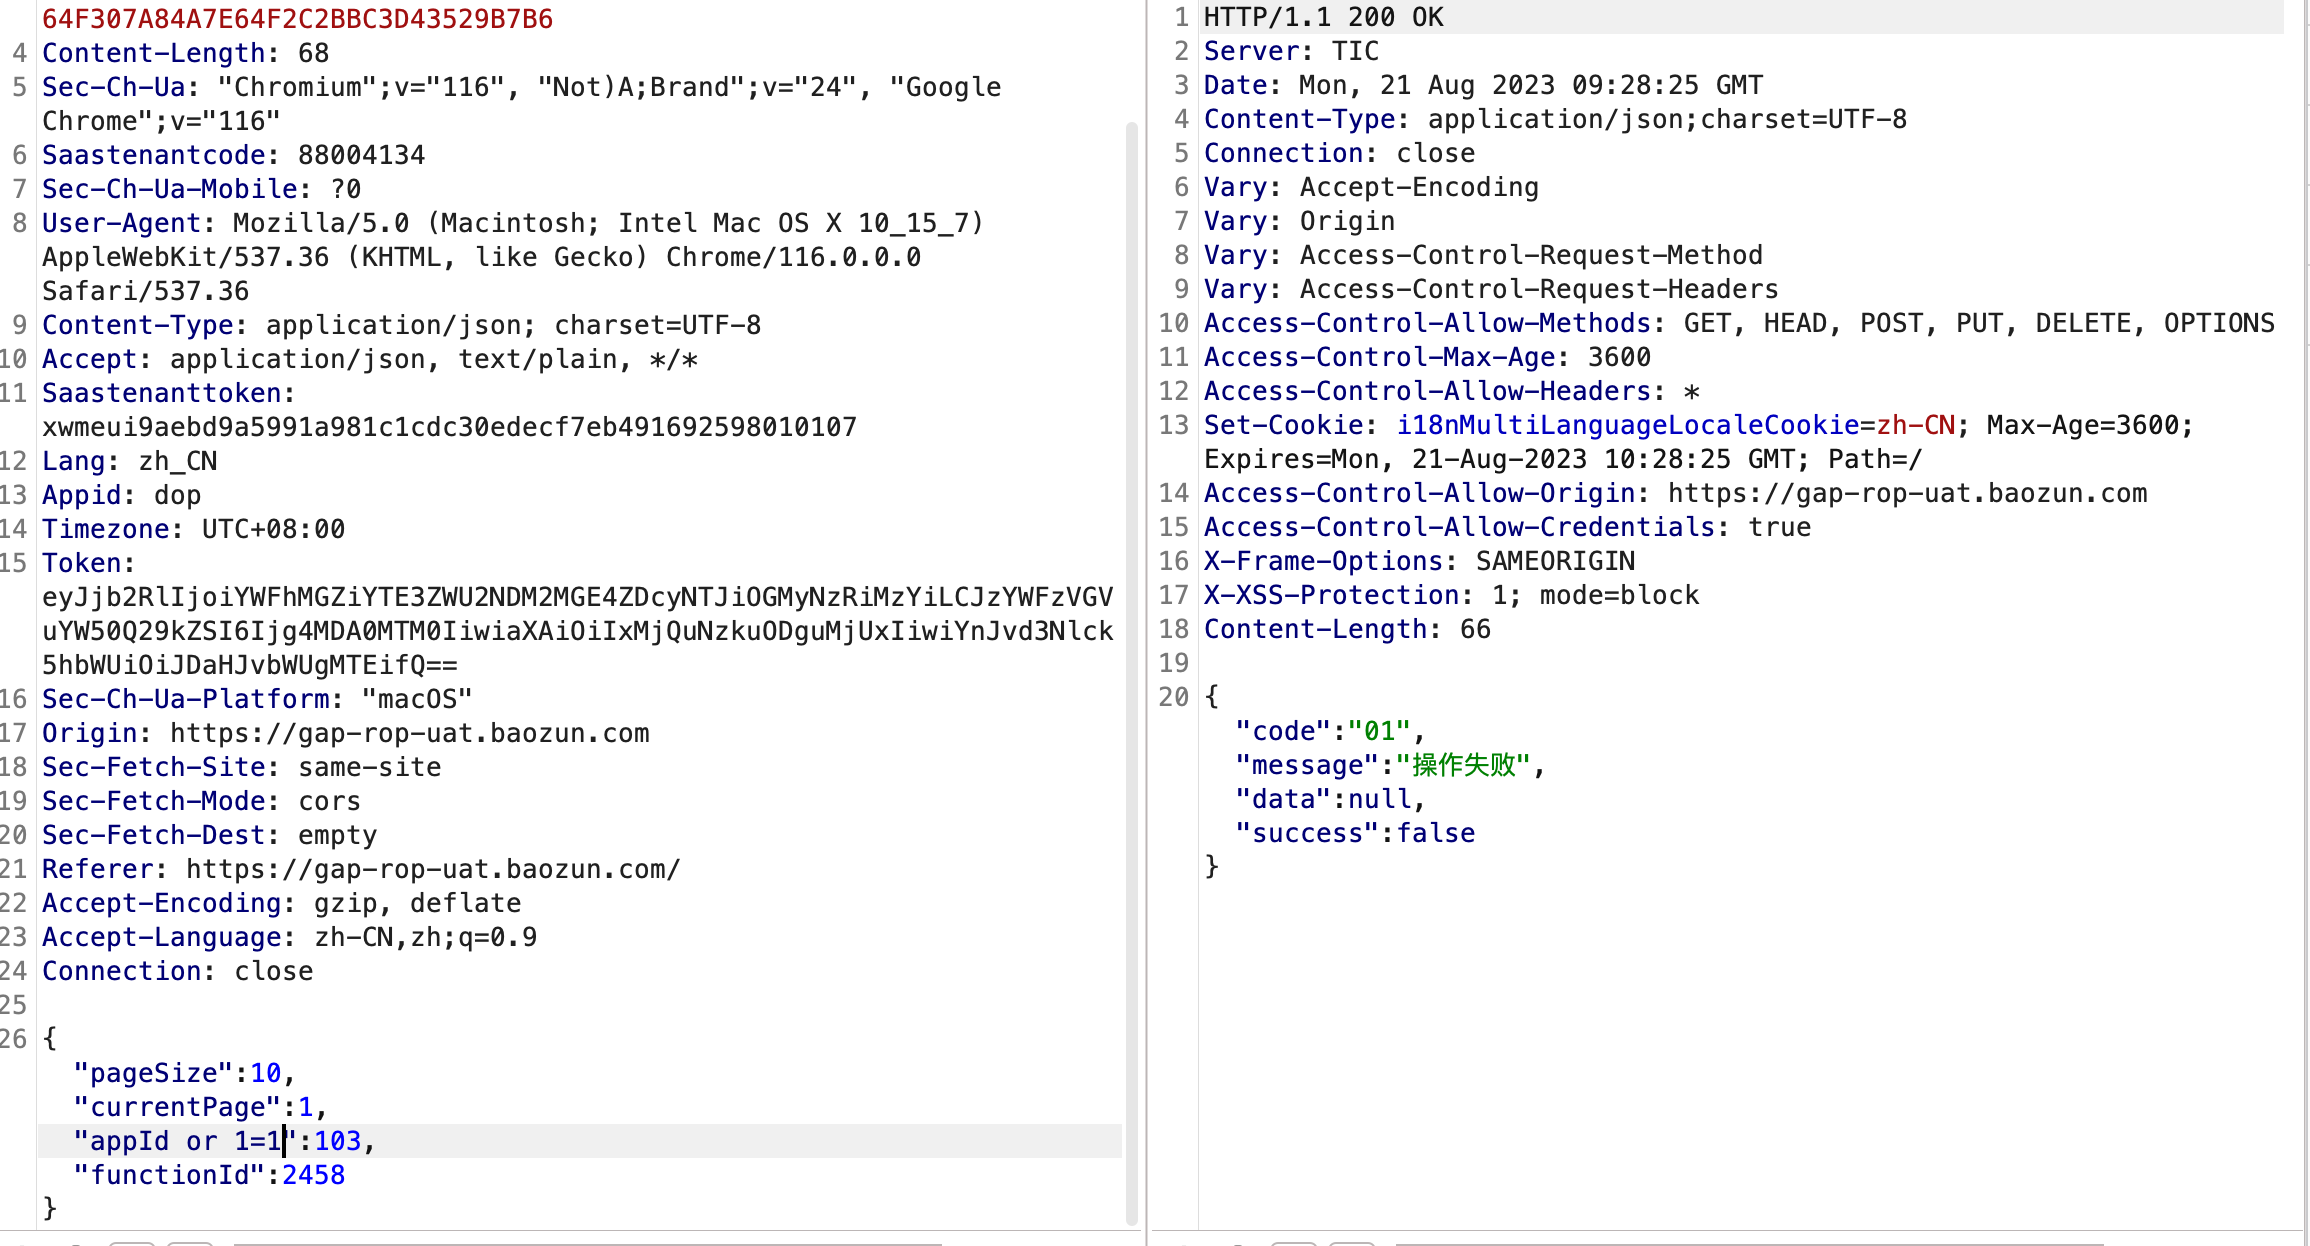 64F307A84A7E64F2C2BBC3D43529B7B6
4 Content-Length: 68
5 Sec-Ch-Ua: "Chromium";v="116", "Not)A;Brand";v="24", "Google
Chrome";v="116"
6 Saastenantcode: 88004134
7 Sec-Ch-Ua-Mobile: ?0
8 User-Agent: Mozilla/5.0 (Macintosh; Intel Mac OS X 10_15_7)
AppleWebKit/537.36 (KHTML, like Gecko) Chrome/116.0.0.0
Safari/537.36
9 Content-Type: application/json; charset=UTF-8
10 Accept: application/json, text/plain, */*
11 Saastenanttoken:
xwmeui9aebd9a5991a981c1cdc30edecf7eb491692598010107
12 Lang: zh_CN
13 Appid: dop
14 Timezone: UTC+08:00
15 Token:
eyJjb2RlIjoiYWFhMGZiYTE3ZWU2NDM2MGE4ZDcyNTJiOGMyNzRiMzYiLCJzYWFzVGV
uYW50Q29kZSI6Ijg4MDA0MTM0IiwiaXAiOiIxMjQuNzkuODguMjUxIiwiYnJvd3Nlck
5hbWUiOiJDaHJvbWUgMTEifQ==
16 Sec-Ch-Ua-Platform: "macOS"
17 Origin: https://gap-rop-uat.baozun.com
18 Sec-Fetch-Site: same-site
19 Sec-Fetch-Mode: cors
20 Sec-Fetch-Dest: empty
21 Referer: https://gap-rop-uat.baozun.com/
22 Accept-Encoding: gzip, deflate
23 Accept-Language: zh-CN,zh;q=0.9
24 Connection: close
25
26 {
"pageSize":10,
"currentPage":1,
"appId or 1=1":103,
"functionId":2458
}
1 HTTP/1.1 200 OK
2 Server: TIC
3 Date: Mon, 21 Aug 2023 09:28:25 GMT
4 Content-Type: application/json;charset=UTF-8
5 Connection: close
6 Vary: Accept-Encoding
7 Vary: Origin
8 Vary: Access-Control-Request-Method
9 Vary: Access-Control-Request-Headers
10 Access-Control-Allow-Methods: GET, HEAD, POST, PUT, DELETE, OPTIONS
11 Access-Control-Max-Age: 3600
12 Access-Control-Allow-Headers: *
13 Set-Cookie: i18nMultiLanguageLocaleCookie=zh-CN; Max-Age=3600;
Expires=Mon, 21-Aug-2023 10:28:25 GMT; Path=/
14 Access-Control-Allow-Origin: https://gap-rop-uat.baozun.com
15 Access-Control-Allow-Credentials: true
16 X-Frame-Options: SAMEORIGIN
17 X-XSS-Protection: 1; mode=block
18 Content-Length: 66
19
20 {
"code":"01",
"message":"操作失败",
"data":null,
"success":false
}